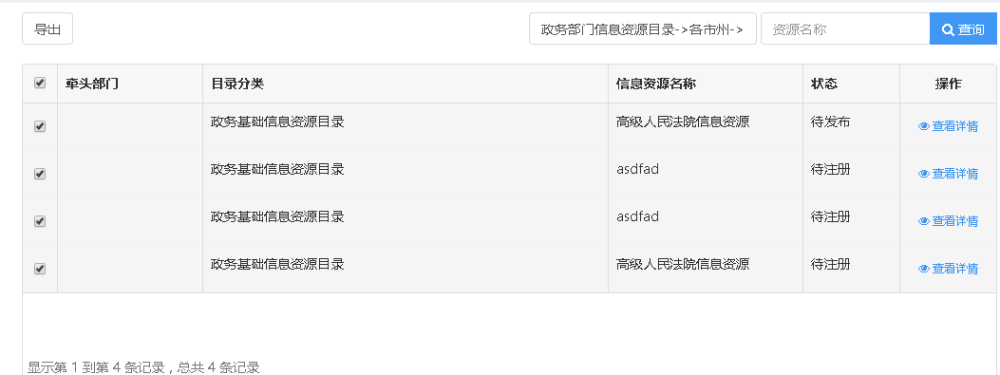 导出 政务部门信息资源目录->各市州-> 资源名称 查询
牵头部门 目录分类 信息资源名称 状态 操作
政务基础信息资源目录 高级人民法院信息资源 待发布 查看详情
政务基础信息资源目录 asdfad 待注册 查看详情
政务基础信息资源目录 asdfad 待注册 查看详情
政务基础信息资源目录 高级人民法院信息资源 待注册 查看详情
显示第 1 到第 4 条记录，总共 4 条记录